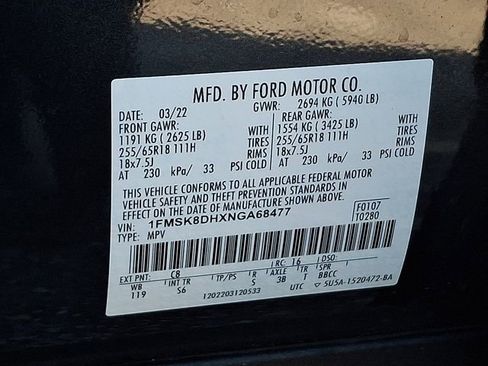 MFD. BY FORD MOTOR CO.
DATE: 03/22 GVWR: 2694 KG ( 5940 LB)
FRONT GAWR: REAR GAWR:
1191 KG ( 2625 LB) WITH 1554 KG ( 3425 LB) WITH
255/65R18 111H TIRES 255/65R18 111H TIRES
18x7.5J RIMS 18x7.5J RIMS
AT 230 kPa/ 33 PSI COLD AT 230 kPa/ 33 PSI COLD
THIS VEHICLE CONFORMS TO ALL APPLICABLE FEDERAL MOTOR
VEHICLE SAFETY AND THEFT PREVENTION STANDARDS IN
EFFECT ON THE DATE OF MANUFACTURE SHOWN ABOVE.
VIN: 1FMSK8DHXNGA68477 F0107
TYPE: MPV T0280
RC: 16 DSO:
EXT PNT: C8
WB INT TR TP/PS R AXLE TR SPR
119 S6 S 3B T BBCC
1202203120533 UTC 5U5A-1520472-BA